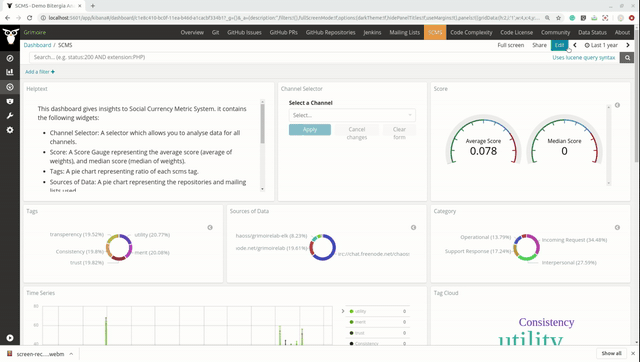 SCMS - Demo Bitergia An
Grimoire
Overview Git GitHub Issues GitHub PRs GitHub Repositories Jenkins Mailing Lists SCMS Code Complexity Code License Community Data Status About
Dashboard / SCMS Full screen Share Edit Last 1 year
Search... (e.g. status:200 AND extension:PHP) Uses lucene query syntax
Add a filter +
Helptext
This dashboard gives insights to Social Currency Metric System. it contains
the following widgets:
• Channel Selector: A selector which allows you to analyse data for all
channels.
• Score: A Score Gauge representing the average score (average of
weights), and median score (median of weights).
• Tags: A pie chart representing ratio of each scms tag.
• Sources of Data: A pie chart representing the repositories and mailing
lists used
Channel Selector
Select a Channel
Select...
Apply Cancel changes Clear form
Score
Average Score
0.078
Median Score
0
Tags
transparency (19.52%) utility (20.77%)
Consistency (19.8%) merit (20.08%)
trust (19.82%)
Sources of Data
haoss/grimoirelab-elk (8.23%)
xode.net/grimoirelab (19.61%)
irc://chat.freenode.net/chaoss
Category
Operational (13.79%) Incoming Request (34.48%)
Support Response (17.24%)
Interpersonal (27.59%)
Time Series
utility 0
merit 0
trust 0
Consistency 0
Tag Cloud
Consistency
utility
screen-rec....webm Show all